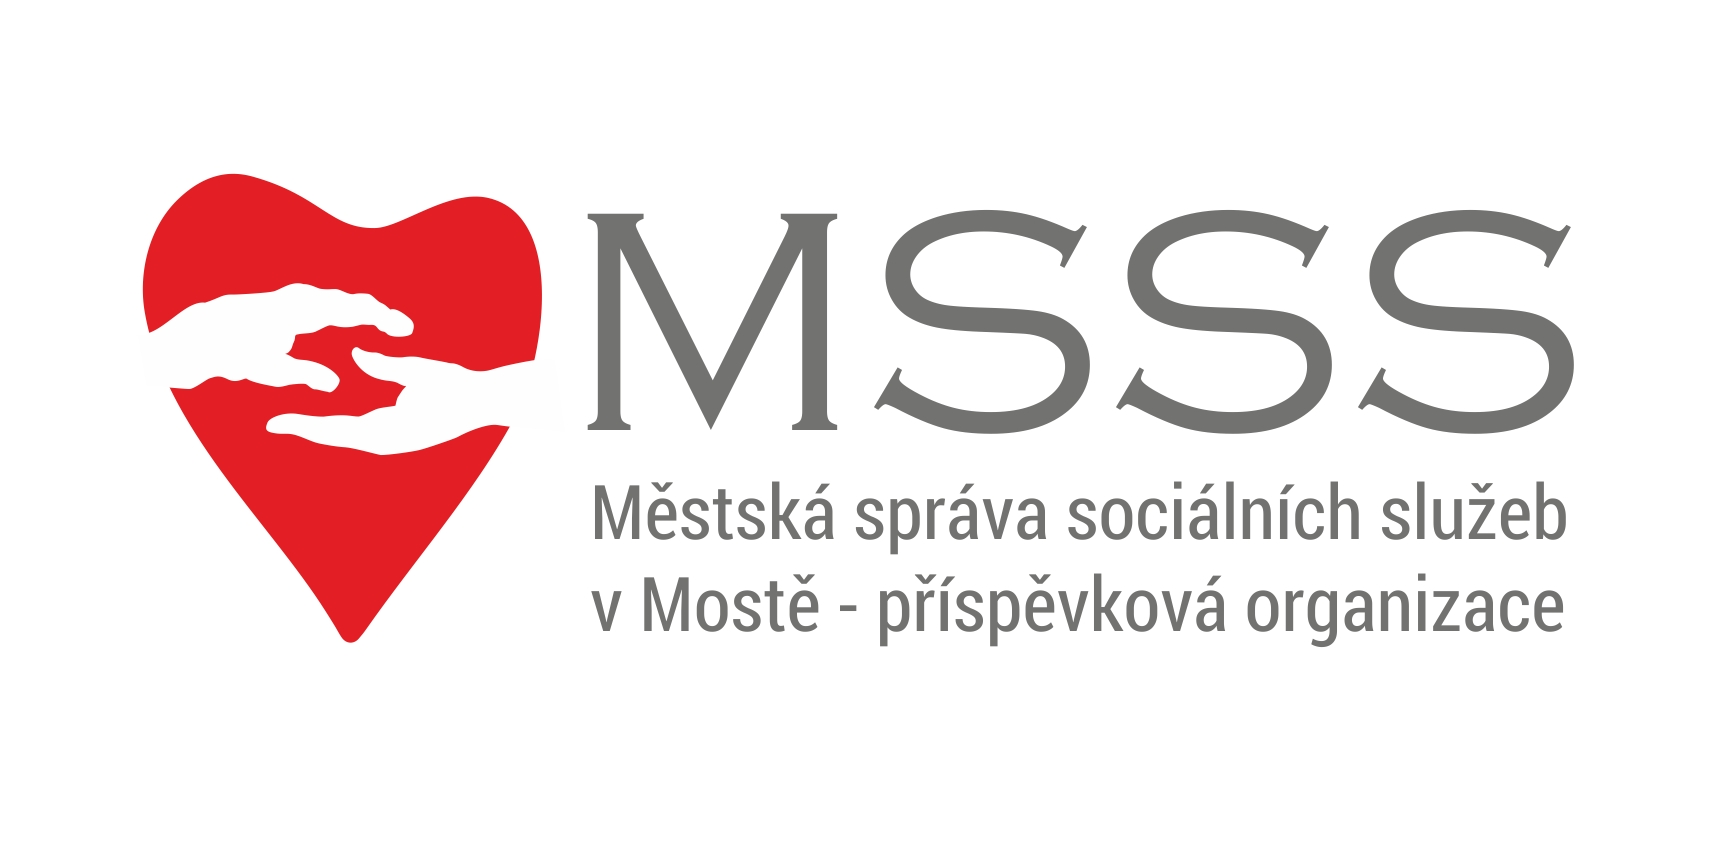 MSSS
Městská správa sociálních služeb
v Mostě - příspěvková organizace